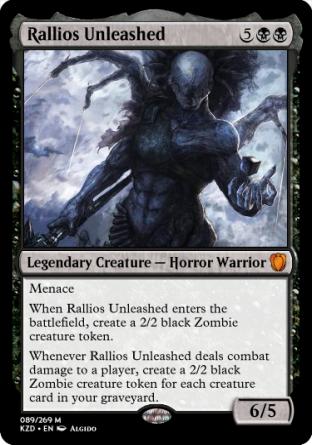 Rallios Unleashed 5
Legendary Creature — Horror Warrior
Menace
When Rallios Unleashed enters the
battlefield, create a 2/2 black Zombie
creature token.
Whenever Rallios Unleashed deals combat
damage to a player, create a 2/2 black
Zombie creature token for each creature
card in your graveyard.
6/5
089/269 M
KZD • EN ALGIDO